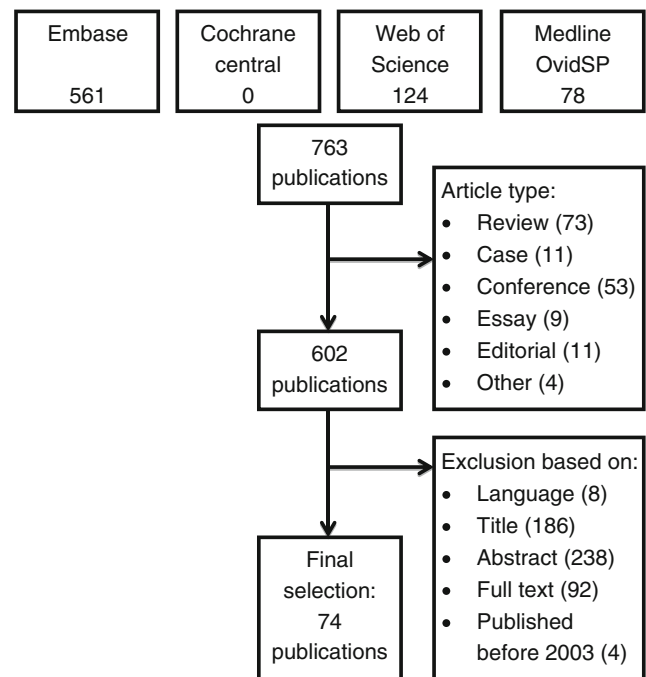 Embase
561
Cochrane
central
0
Web of
Science
124
Medline
OvidSP
78
763
publications
Article type:
• Review (73)
• Case (11)
• Conference (53)
• Essay (9)
• Editorial (11)
• Other (4)
602
publications
Exclusion based on:
• Language (8)
• Title (186)
• Abstract (238)
• Full text (92)
• Published
before 2003 (4)
Final
selection:
74
publications